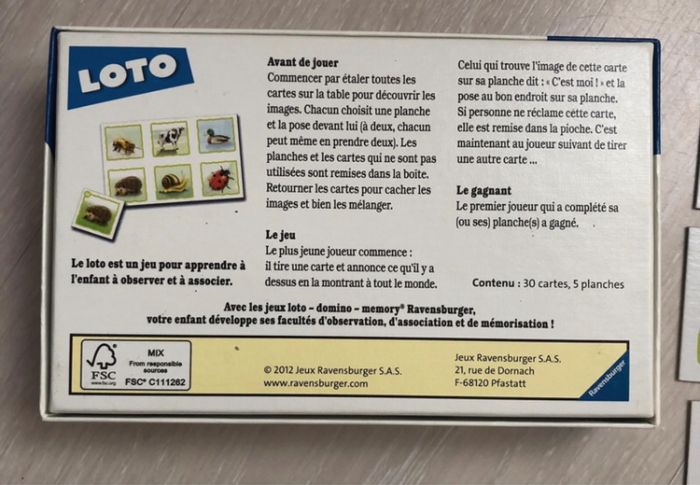 LOTO
Le loto est un jeu pour apprendre à
l'enfant à observer et à associer.
Avant de jouer
Commencer par étaler toutes les
cartes sur la table pour découvrir les
images. Chacun choisit une planche
et la pose devant lui (à deux, chacun
peut même en prendre deux). Les
planches et les cartes qui ne sont pas
utilisées sont remises dans la boite.
Retourner les cartes pour cacher les
images et bien les mélanger.
Le jeu
Le plus jeune joueur commence :
il tire une carte et annonce ce qu'il y a
dessus en la montrant à tout le monde.
Celui qui trouve l'image de cette carte
sur sa planche dit : « C'est moi ! » et la
pose au bon endroit sur sa planche.
Si personne ne réclame cette carte,
elle est remise dans la pioche. C'est
maintenant au joueur suivant de tirer
une autre carte ...
Le gagnant
Le premier joueur qui a complété sa
(ou ses) planche(s) a gagné.
Contenu : 30 cartes, 5 planches
Avec les jeux loto - domino - memory® Ravensburger,
votre enfant développe ses facultés d'observation, d'association et de mémorisation !
FSC
www.fsc.org
MIX
From responsible
sources
FSC® C111262
© 2012 Jeux Ravensburger S.A.S.
www.ravensburger.com
Jeux Ravensburger S.A.S.
21, rue de Dornach
F-68120 Pfastatt
Ravensburger